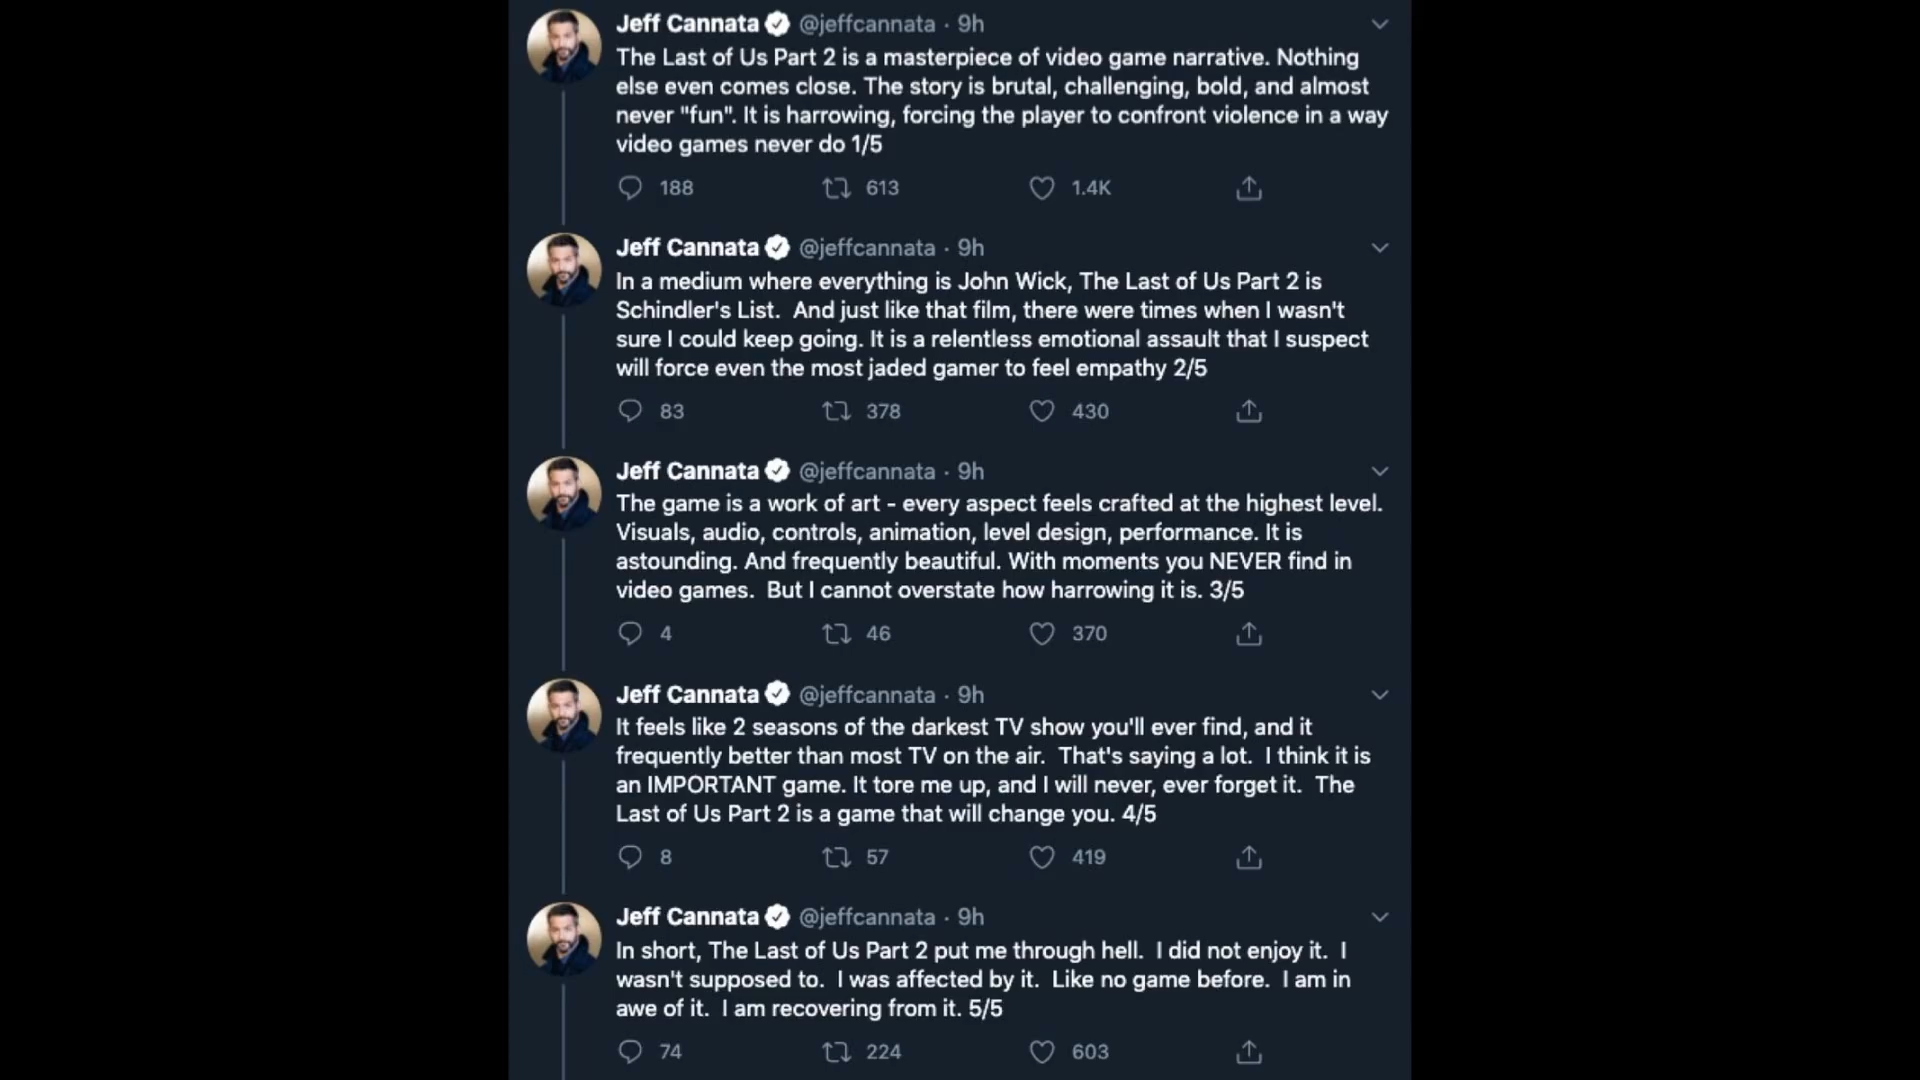 Jeff Cannata @jeffcannata · 9h
The Last of Us Part 2 is a masterpiece of video game narrative. Nothing
else even comes close. The story is brutal, challenging, bold, and almost
never "fun". It is harrowing, forcing the player to confront violence in a way
video games never do 1/5
188 613 1.4K
Jeff Cannata @jeffcannata · 9h
In a medium where everything is John Wick, The Last of Us Part 2 is
Schindler's List.  And just like that film, there were times when I wasn't
sure I could keep going. It is a relentless emotional assault that I suspect
will force even the most jaded gamer to feel empathy 2/5
83 378 430
Jeff Cannata @jeffcannata · 9h
The game is a work of art - every aspect feels crafted at the highest level.
Visuals, audio, controls, animation, level design, performance. It is
astounding. And frequently beautiful. With moments you NEVER find in
video games.  But I cannot overstate how harrowing it is. 3/5
4 46 370
Jeff Cannata @jeffcannata · 9h
It feels like 2 seasons of the darkest TV show you'll ever find, and it
frequently better than most TV on the air.  That's saying a lot.  I think it is
an IMPORTANT game. It tore me up, and I will never, ever forget it.  The
Last of Us Part 2 is a game that will change you. 4/5
8 57 419
Jeff Cannata @jeffcannata · 9h
In short, The Last of Us Part 2 put me through hell.  I did not enjoy it.  I
wasn't supposed to.  I was affected by it.  Like no game before.  I am in
awe of it.  I am recovering from it. 5/5
74 224 603